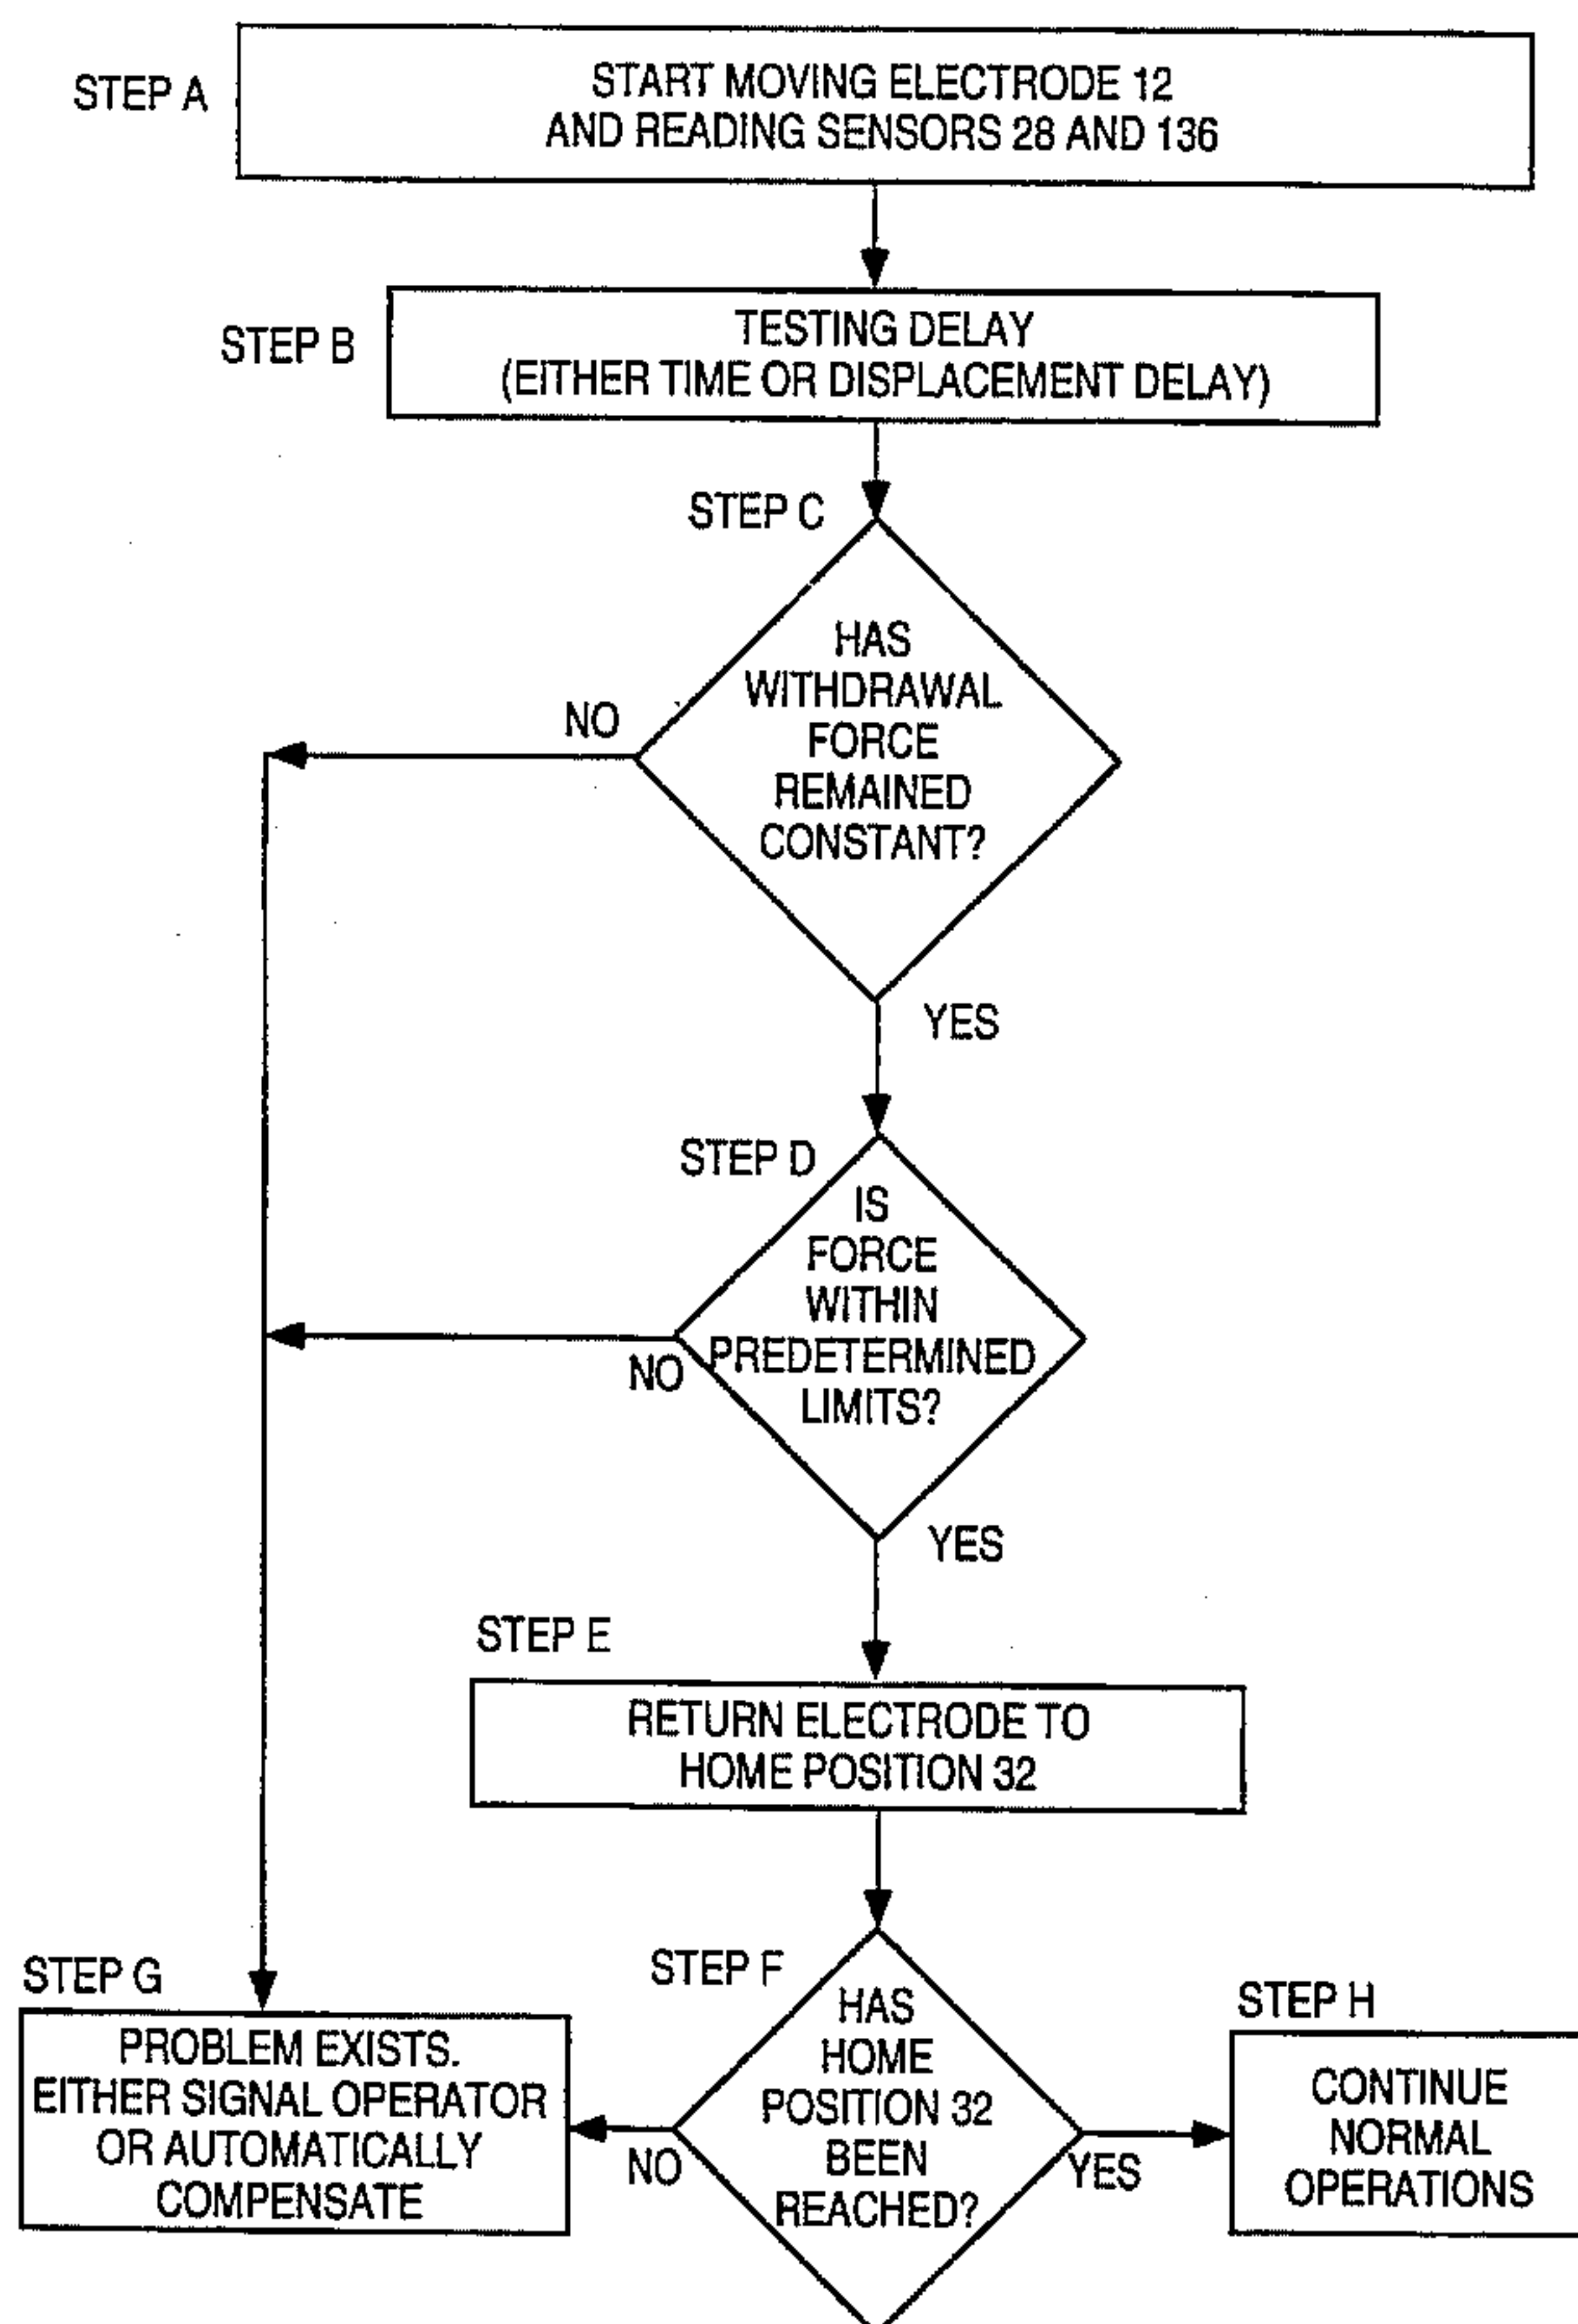 STEP A
START MOVING ELECTRODE 12
AND READING SENSORS 28 AND 136
STEP B
TESTING DELAY
(EITHER TIME OR DISPLACEMENT DELAY)
STEP C
HAS
WITHDRAWAL
FORCE
REMAINED
CONSTANT?
NO
YES
STEP D
IS
FORCE
WITHIN
PREDETERMINED
LIMITS?
NO
YES
STEP E
RETURN ELECTRODE TO
HOME POSITION 32
STEP F
HAS
HOME
POSITION 32
BEEN
REACHED?
NO
YES
STEP G
PROBLEM EXISTS.
EITHER SIGNAL OPERATOR
OR AUTOMATICALLY
COMPENSATE
STEP H
CONTINUE
NORMAL
OPERATIONS